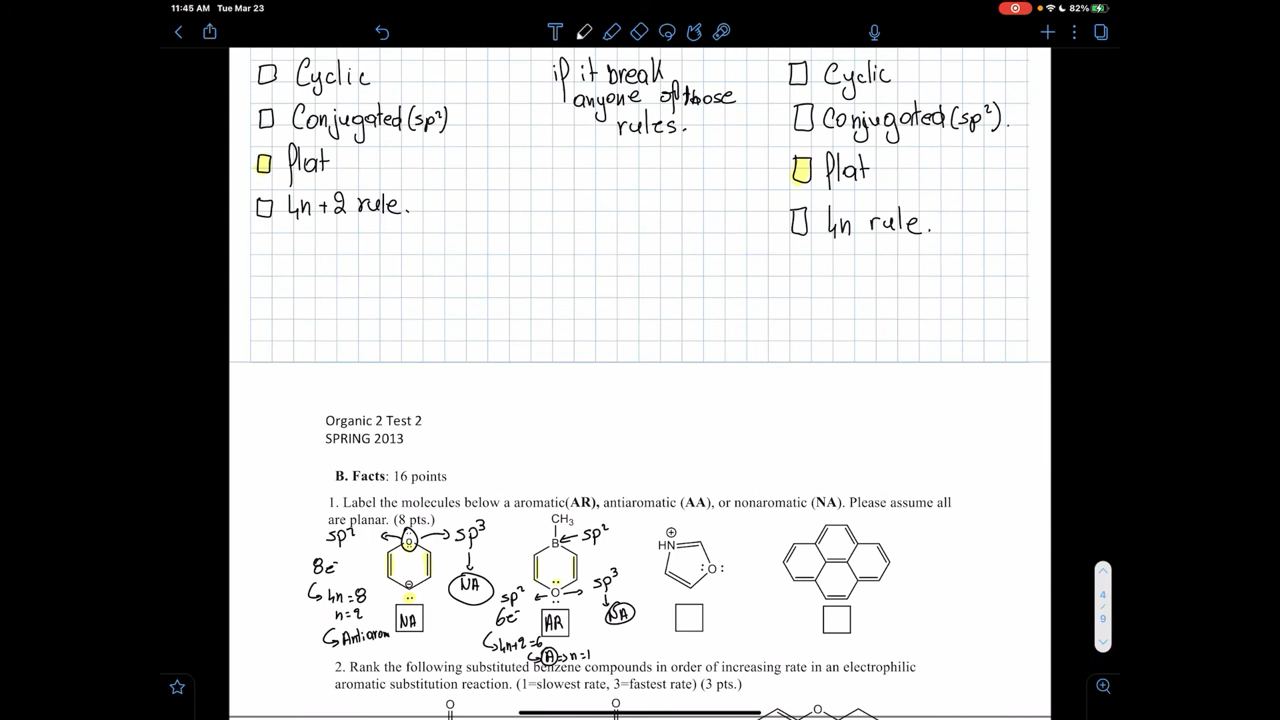 11:45 AM Tue Mar 23
82%
Cyclic
Conjugated (sp²)
Plat
4n + 2 rule.
if it break
anyone of those
rules.
Cyclic
Conjugated (sp²).
Plat
4n rule.
4
/
9
Organic 2 Test 2
SPRING 2013
B. Facts: 16 points
1. Label the molecules below a aromatic(AR), antiaromatic (AA), or nonaromatic (NA). Please assume all
are planar. (8 pts.)
sp² sp³
8e⁻
4n = 8
n = 2
Antiarom
O
⊖
NA
NA
CH₃
B
sp²
O
sp²
sp³
6e⁻
NA
AR
4n+2=6
A => n=1
⊕
HN
:O:
2. Rank the following substituted benzene compounds in order of increasing rate in an electrophilic
aromatic substitution reaction. (1=slowest rate, 3=fastest rate) (3 pts.)
O O O